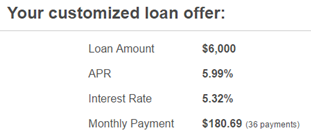 Your customized loan offer:
Loan Amount $6,000
APR 5.99%
Interest Rate 5.32%
Monthly Payment $180.69 (36 payments)